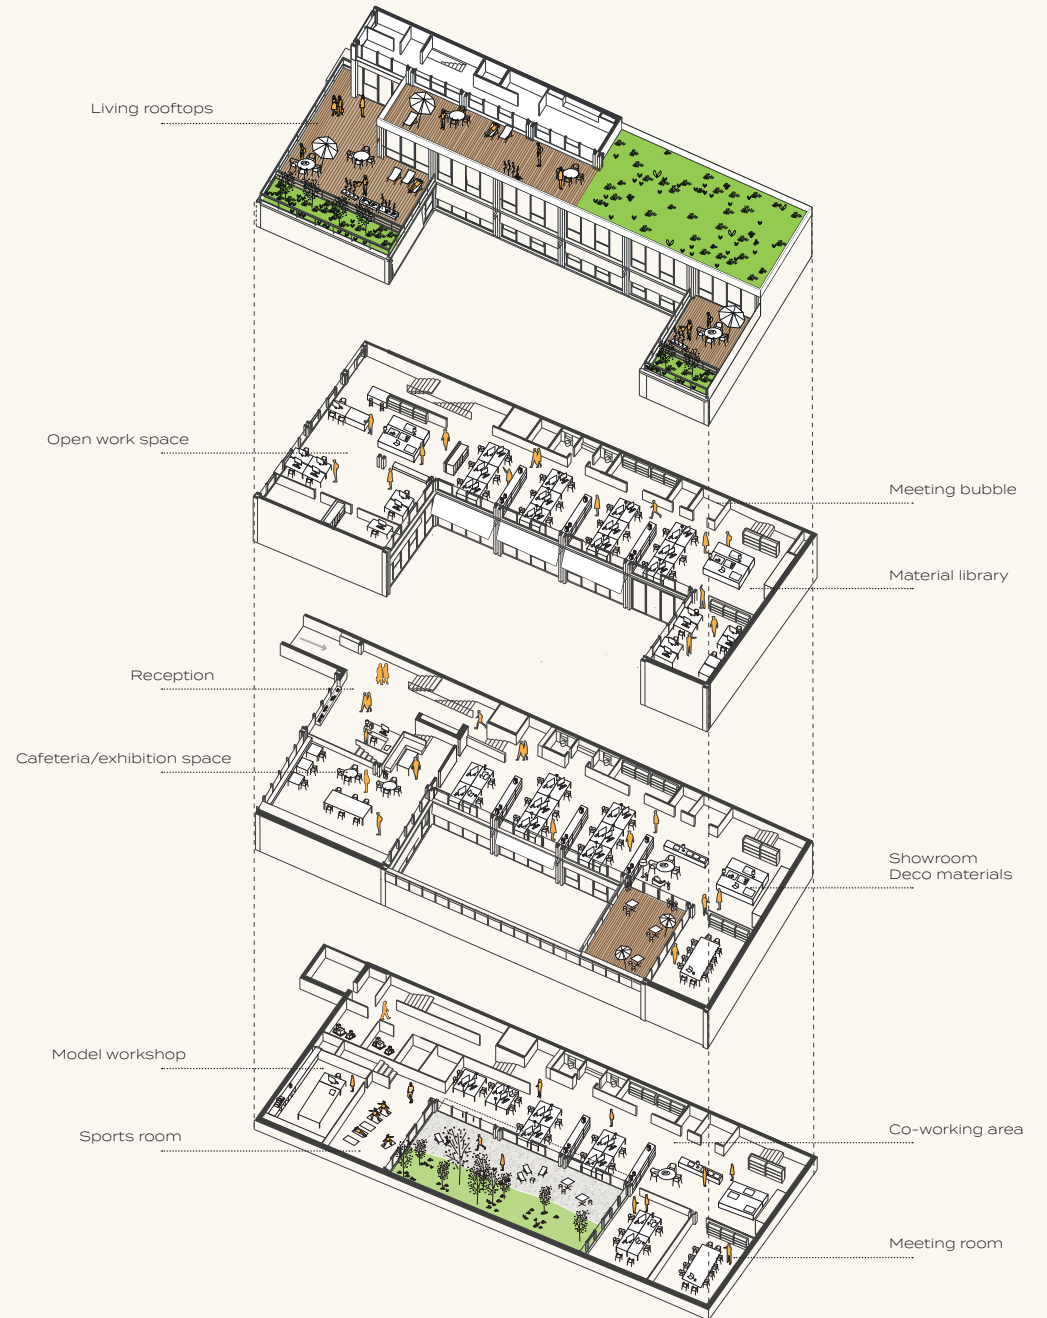 Living rooftops
Open work space
Meeting bubble
Material library
Reception
Cafeteria/exhibition space
Showroom
Deco materials
Model workshop
Sports room
Co-working area
Meeting room